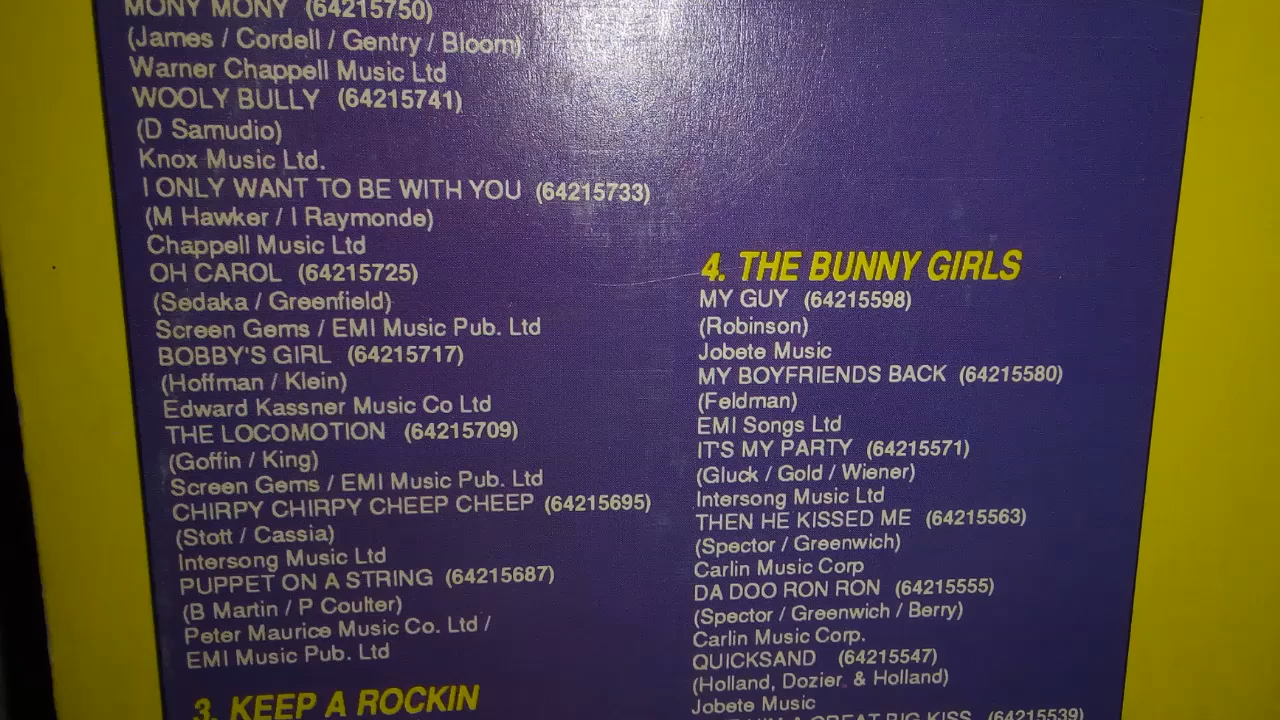 MONY MONY (64215750)
(James / Cordell / Gentry / Bloom)
Warner Chappell Music Ltd
WOOLY BULLY (64215741)
(D Samudio)
Knox Music Ltd.
I ONLY WANT TO BE WITH YOU (64215733)
(M Hawker / I Raymonde)
Chappell Music Ltd
OH CAROL (64215725)
(Sedaka / Greenfield)
Screen Gems / EMI Music Pub. Ltd
BOBBY'S GIRL (64215717)
(Hoffman / Klein)
Edward Kassner Music Co Ltd
THE LOCOMOTION (64215709)
(Goffin / King)
Screen Gems / EMI Music Pub. Ltd
CHIRPY CHIRPY CHEEP CHEEP (64215695)
(Stott / Cassia)
Intersong Music Ltd
PUPPET ON A STRING (64215687)
(B Martin / P Coulter)
Peter Maurice Music Co. Ltd /
EMI Music Pub. Ltd
3. KEEP A ROCKIN
4. THE BUNNY GIRLS
MY GUY (64215598)
(Robinson)
Jobete Music
MY BOYFRIENDS BACK (64215580)
(Feldman)
EMI Songs Ltd
IT'S MY PARTY (64215571)
(Gluck / Gold / Wiener)
Intersong Music Ltd
THEN HE KISSED ME (64215563)
(Spector / Greenwich)
Carlin Music Corp
DA DOO RON RON (64215555)
(Spector / Greenwich / Berry)
Carlin Music Corp.
QUICKSAND (64215547)
(Holland, Dozier & Holland)
Jobete Music
A GREAT BIG KISS (64215539)